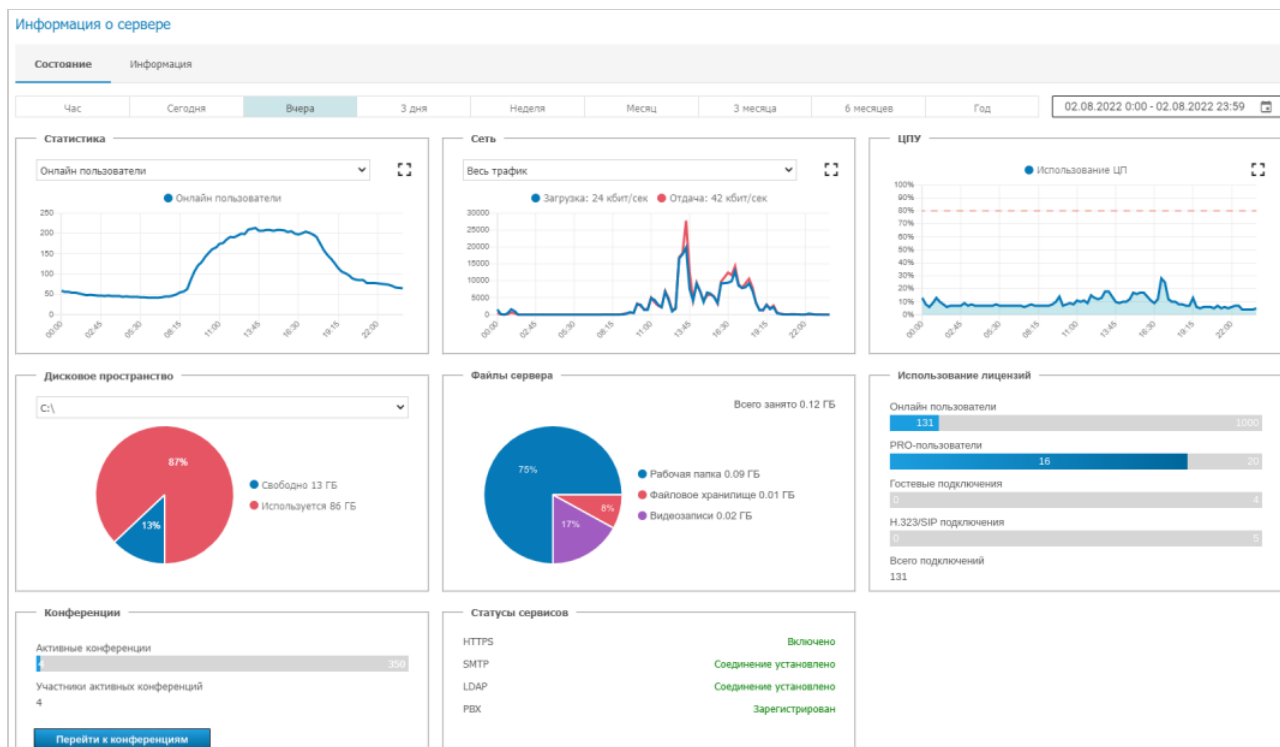 Информация о сервере
Состояние Информация
Час Сегодня Вчера 3 дня Неделя Месяц 3 месяца 6 месяцев Год 02.08.2022 0:00 - 02.08.2022 23:59
Статистика
Онлайн пользователи
Онлайн пользователи
250
200
150
100
50
0
00:00 02:45 05:30 08:15 11:00 13:45 16:30 19:15 22:00
Сеть
Весь трафик
Загрузка: 24 кбит/сек Отдача: 42 кбит/сек
30000
25000
20000
15000
10000
5000
0
00:00 02:45 05:30 08:15 11:00 13:45 16:30 19:15 22:00
ЦПУ
Использование ЦП
100%
90%
80%
60%
50%
40%
30%
20%
10%
0%
00:00 02:45 05:30 08:15 11:00 13:45 16:30 19:15 22:00
Дисковое пространство
C:\
87%
13%
Свободно 13 ГБ
Используется 86 ГБ
Файлы сервера
Всего занято 0.12 ГБ
75%
8%
17%
Рабочая папка 0.09 ГБ
Файловое хранилище 0.01 ГБ
Видеозаписи 0.02 ГБ
Использование лицензий
Онлайн пользователи
131 1000
PRO-пользователи
16 20
Гостевые подключения
0 4
H.323/SIP подключения
0 5
Всего подключений
131
Конференции
Активные конференции
4 350
Участники активных конференций
4
Перейти к конференциям
Статусы сервисов
HTTPS Включено
SMTP Соединение установлено
LDAP Соединение установлено
PBX Зарегистрирован